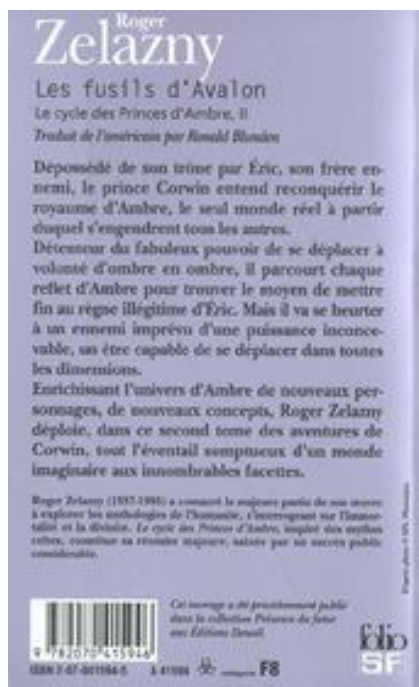 Roger
Zelazny
Les fusils d'Avalon
Le cycle des Princes d'Ambre, II
Traduit de l'américain par Ronald Blunden
Dépossédé de son trône par Éric, son frère en-
nemi, le prince Corwin entend reconquérir le
royaume d'Ambre, le seul monde réel à partir
duquel s'engendrent tous les autres.
Détenteur du fabuleux pouvoir de se déplacer à
volonté d'ombre en ombre, il parcourt chaque
reflet d'Ambre pour trouver le moyen de mettre
fin au règne illégitime d'Éric. Mais il va se heurter
à un ennemi imprévu d'une puissance inconce-
vable, un être capable de se déplacer dans toutes
les dimensions.
Enrichissant l'univers d'Ambre de nouveaux per-
sonnages, de nouveaux concepts, Roger Zelazny
déploie, dans ce second tome des aventures de
Corwin, tout l'éventail somptueux d'un monde
imaginaire aux innombrables facettes.
Roger Zelazny (1937-1995) a consacré la majeure partie de son œuvre
à explorer les anthologies de l'humanité, s'interrogeant sur l'immor-
talité et la divinité. Le cycle des Princes d'Ambre, inspiré des mythes
celtes, constitue sa réussite majeure, saluée par un succès public
considérable.
Cet ouvrage a été précédemment publié
dans la collection Présence du futur
aux Éditions Denoël.
9 782070 415946
ISBN 2-07-041594-5
A 41594
catégorie F8
folio
SF